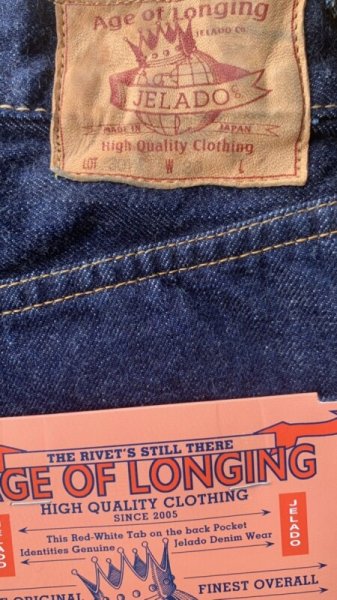 Age of Longing
JELADO CO.
JELADO Co
MADE IN JAPAN
High Quality Clothing
LOT 301 W L
THE RIVET'S STILL THERE
AGE OF LONGING
HIGH QUALITY CLOTHING
SINCE 2005
This Red-White Tab on the back Pocket
Identities Genuine Jelado Denim Wear
JELADO
JELADO
ORIGINAL
FINEST OVERALL